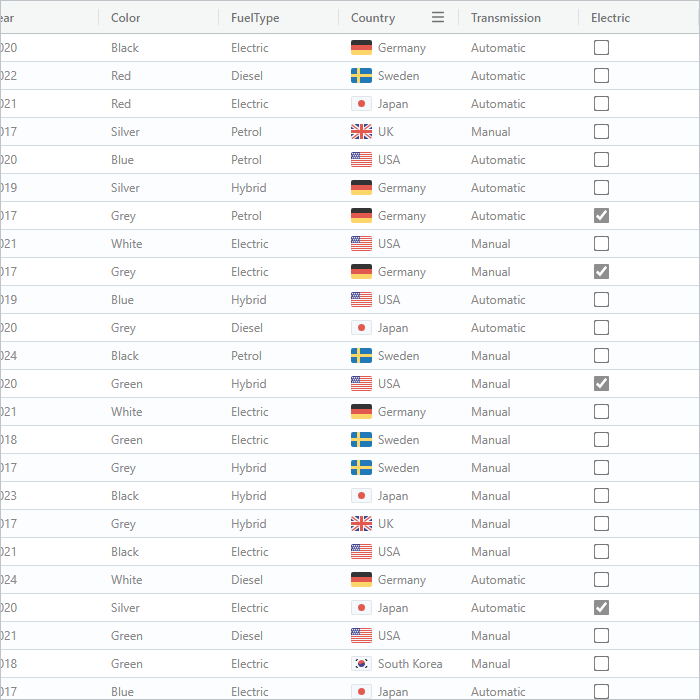 ear Color FuelType Country Transmission Electric
020 Black Electric Germany Automatic
022 Red Diesel Sweden Automatic
021 Red Electric Japan Automatic
017 Silver Petrol UK Manual
020 Blue Petrol USA Automatic
019 Silver Hybrid Germany Automatic
017 Grey Petrol Germany Automatic
021 White Electric USA Manual
017 Grey Electric Germany Manual
019 Blue Hybrid USA Automatic
020 Grey Diesel Japan Automatic
024 Black Petrol Sweden Manual
020 Green Hybrid USA Manual
021 White Electric Germany Manual
018 Green Electric Sweden Manual
017 Grey Hybrid Sweden Manual
023 Black Hybrid Japan Manual
017 Grey Hybrid UK Manual
021 Black Electric USA Manual
024 White Diesel Germany Automatic
020 Silver Electric Japan Automatic
021 Green Diesel USA Manual
018 Green Electric South Korea Manual
017 Blue Electric Japan Automatic